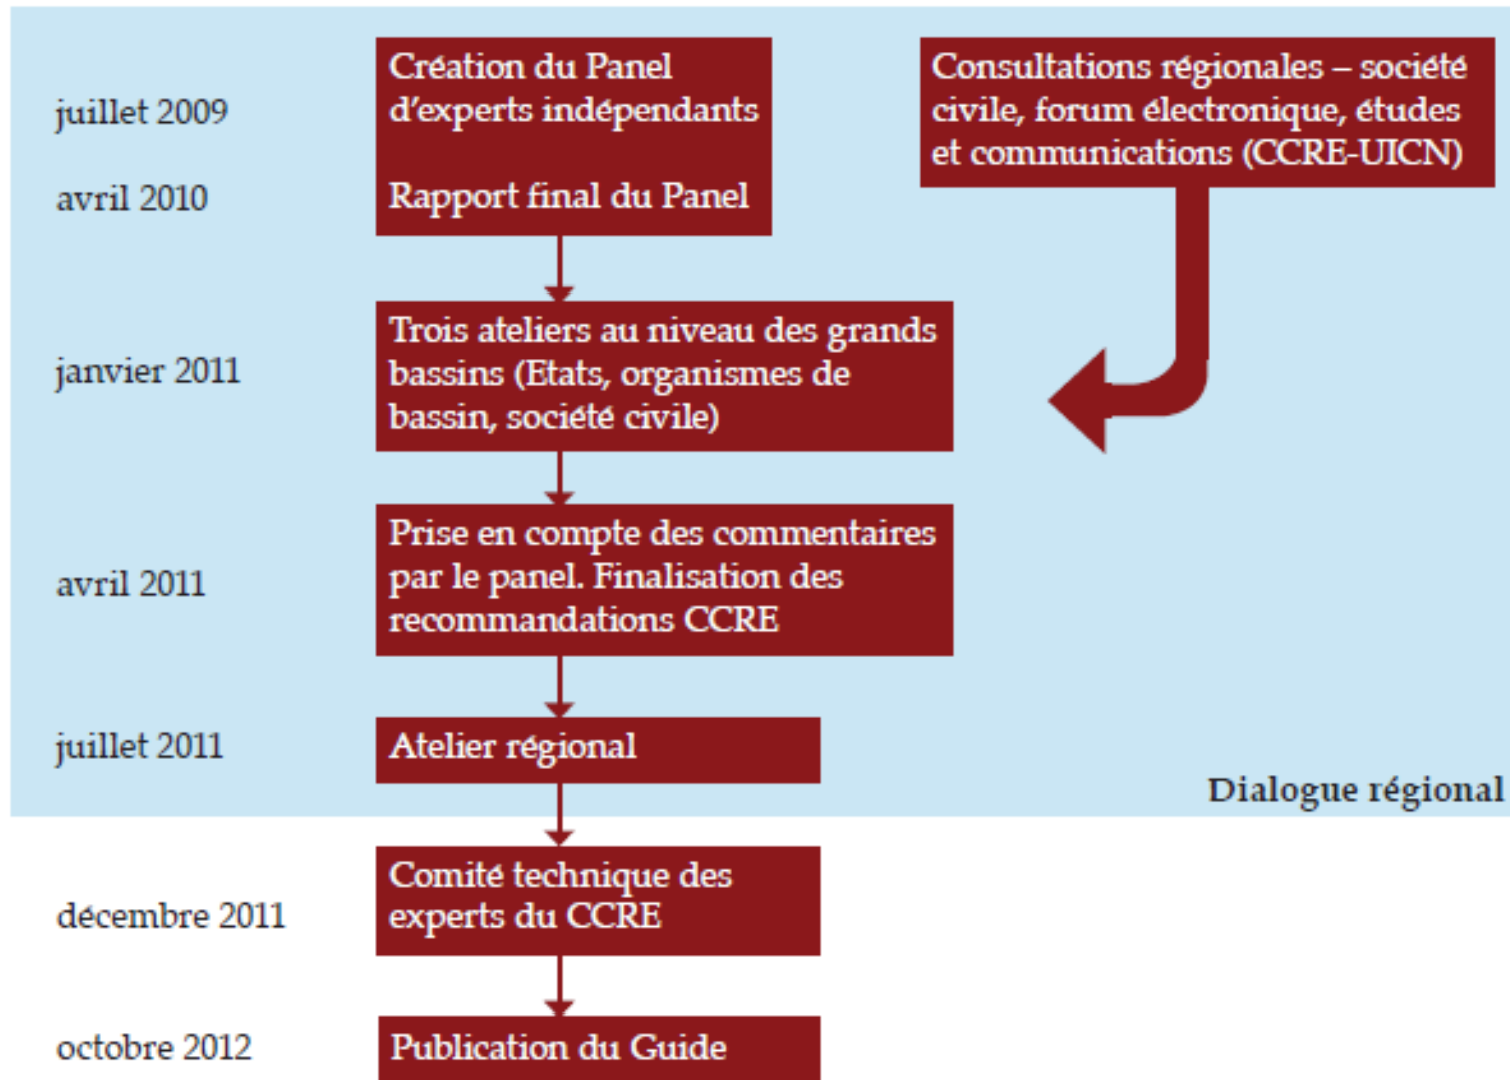 juillet 2009
Création du Panel
d'experts indépendants
avril 2010
Rapport final du Panel
Consultations régionales – société
civile, forum électronique, études
et communications (CCRE-UICN)
janvier 2011
Trois ateliers au niveau des grands
bassins (Etats, organismes de
bassin, société civile)
avril 2011
Prise en compte des commentaires
par le panel. Finalisation des
recommandations CCRE
juillet 2011
Atelier régional
Dialogue régional
décembre 2011
Comité technique des
experts du CCRE
octobre 2012
Publication du Guide